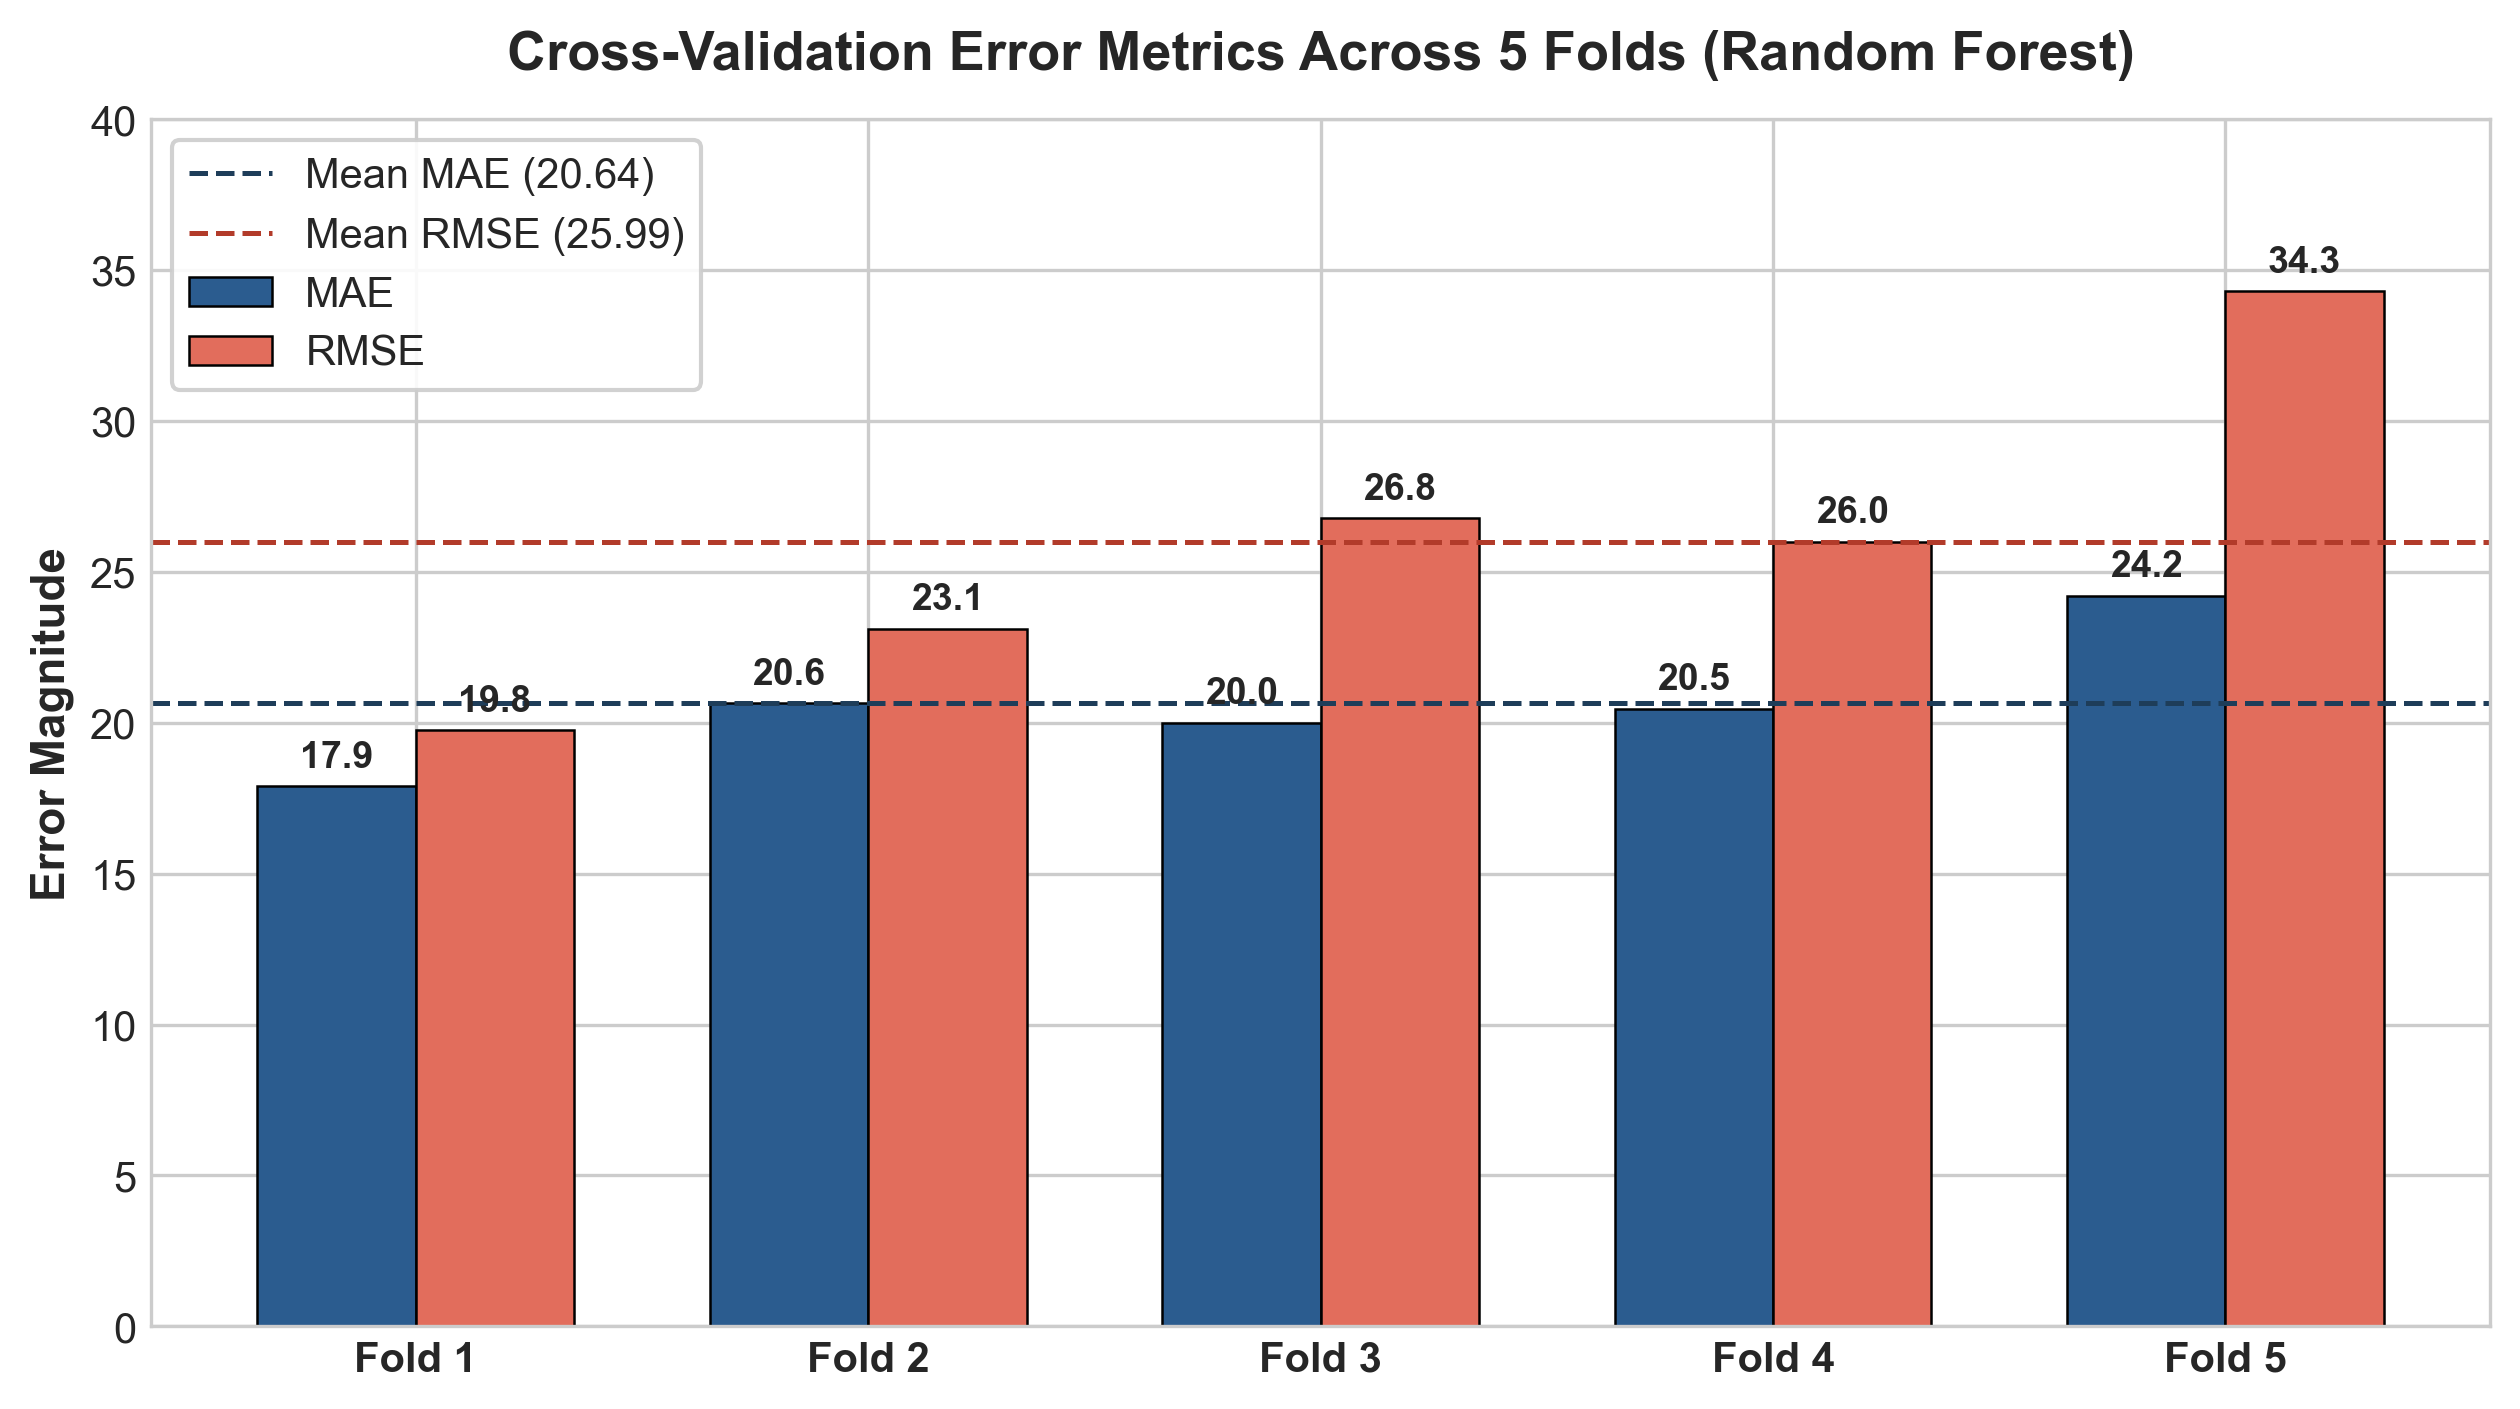 Cross-Validation Error Metrics Across 5 Folds (Random Forest)
Error Magnitude
40
35
30
25
20
15
10
5
0
Mean MAE (20.64)
Mean RMSE (25.99)
MAE
RMSE
17.9
19.8
20.6
23.1
20.0
26.8
20.5
26.0
24.2
34.3
Fold 1
Fold 2
Fold 3
Fold 4
Fold 5